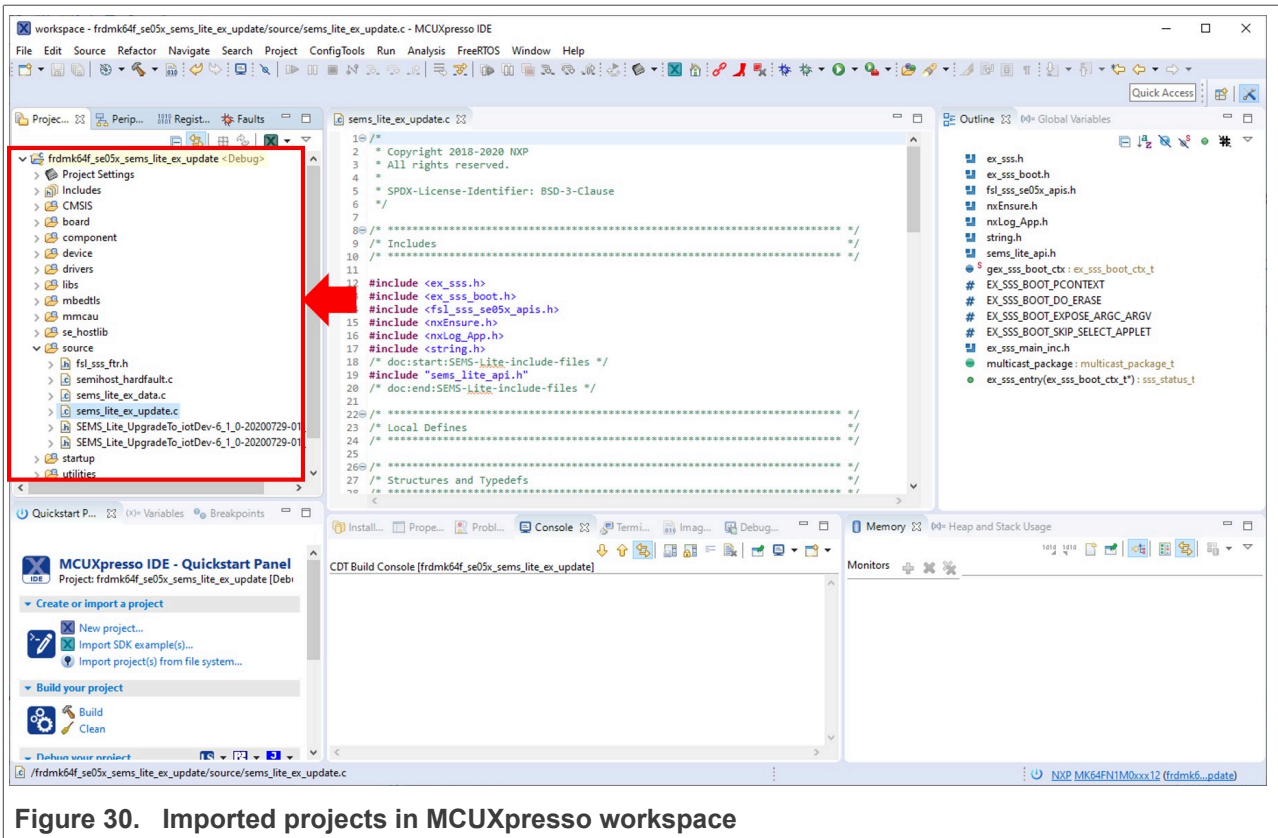 workspace - frdmk64f_se05x_sems_lite_ex_update/source/sems_lite_ex_update.c - MCUXpresso IDE
File Edit Source Refactor Navigate Search Project ConfigTools Run Analysis FreeRTOS Window Help
Quick Access
Projec... Perip... Regist... Faults
frdmk64f_se05x_sems_lite_ex_update <Debug>
Project Settings
Includes
CMSIS
board
component
device
drivers
libs
mbedtls
mmcau
se_hostlib
source
fsl_sss_ftr.h
semihost_hardfault.c
sems_lite_ex_data.c
sems_lite_ex_update.c
SEMS_Lite_UpgradeTo_iotDev-6_1_0-20200729-01
SEMS_Lite_UpgradeTo_iotDev-6_1_0-20200729-01
startup
utilities
sems_lite_ex_update.c
1 /*
2 * Copyright 2018-2020 NXP
3 * All rights reserved.
4 *
5 * SPDX-License-Identifier: BSD-3-Clause
6 */
7
8 /* ************************************************************************** */
9 /* Includes */
10 /* ************************************************************************** */
11
12 #include <ex_sss.h>
#include <ex_sss_boot.h>
#include <fsl_sss_se05x_apis.h>
15 #include <nxEnsure.h>
16 #include <nxLog_App.h>
17 #include <string.h>
18 /* doc:start:SEMS-Lite-include-files */
19 #include "sems_lite_api.h"
20 /* doc:end:SEMS-Lite-include-files */
21
22 /* ************************************************************************** */
23 /* Local Defines */
24 /* ************************************************************************** */
25
26 /* ************************************************************************** */
27 /* Structures and Typedefs */
28 /* ************************************************************************** */
Outline Global Variables
ex_sss.h
ex_sss_boot.h
fsl_sss_se05x_apis.h
nxEnsure.h
nxLog_App.h
string.h
sems_lite_api.h
gex_sss_boot_ctx : ex_sss_boot_ctx_t
EX_SSS_BOOT_PCONTEXT
EX_SSS_BOOT_DO_ERASE
EX_SSS_BOOT_EXPOSE_ARGC_ARGV
EX_SSS_BOOT_SKIP_SELECT_APPLET
ex_sss_main_inc.h
multicast_package : multicast_package_t
ex_sss_entry(ex_sss_boot_ctx_t*) : sss_status_t
Quickstart P... Variables Breakpoints
IDE
MCUXpresso IDE - Quickstart Panel
Project: frdmk64f_se05x_sems_lite_ex_update [Deb
Create or import a project
New project...
Import SDK example(s)...
Import project(s) from file system...
Build your project
Build
Clean
Debug your project
Install... Prope... Probl... Console Termi... Imag... Debug...
CDT Build Console [frdmk64f_se05x_sems_lite_ex_update]
Memory Heap and Stack Usage
Monitors
/frdmk64f_se05x_sems_lite_ex_update/source/sems_lite_ex_update.c
NXP MK64FN1M0xxx12 (frdmk6...pdate)
Figure 30. Imported projects in MCUXpresso workspace